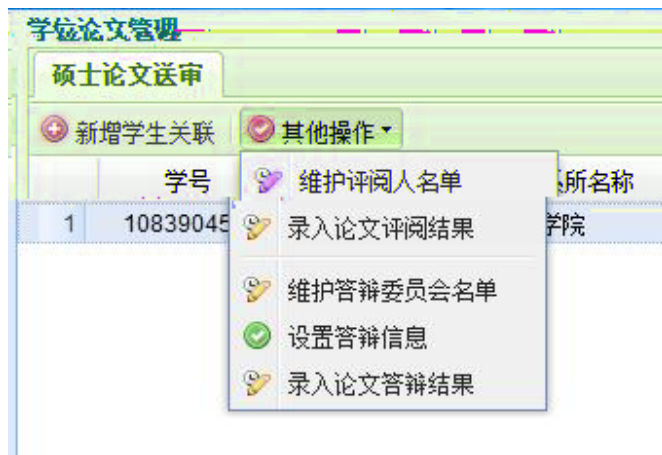 学位论文管理
硕士论文送审
新增学生关联 其他操作
学号 系所名称
维护评阅人名单
1 10839045 学院
录入论文评阅结果
维护答辩委员会名单
设置答辩信息
录入论文答辩结果